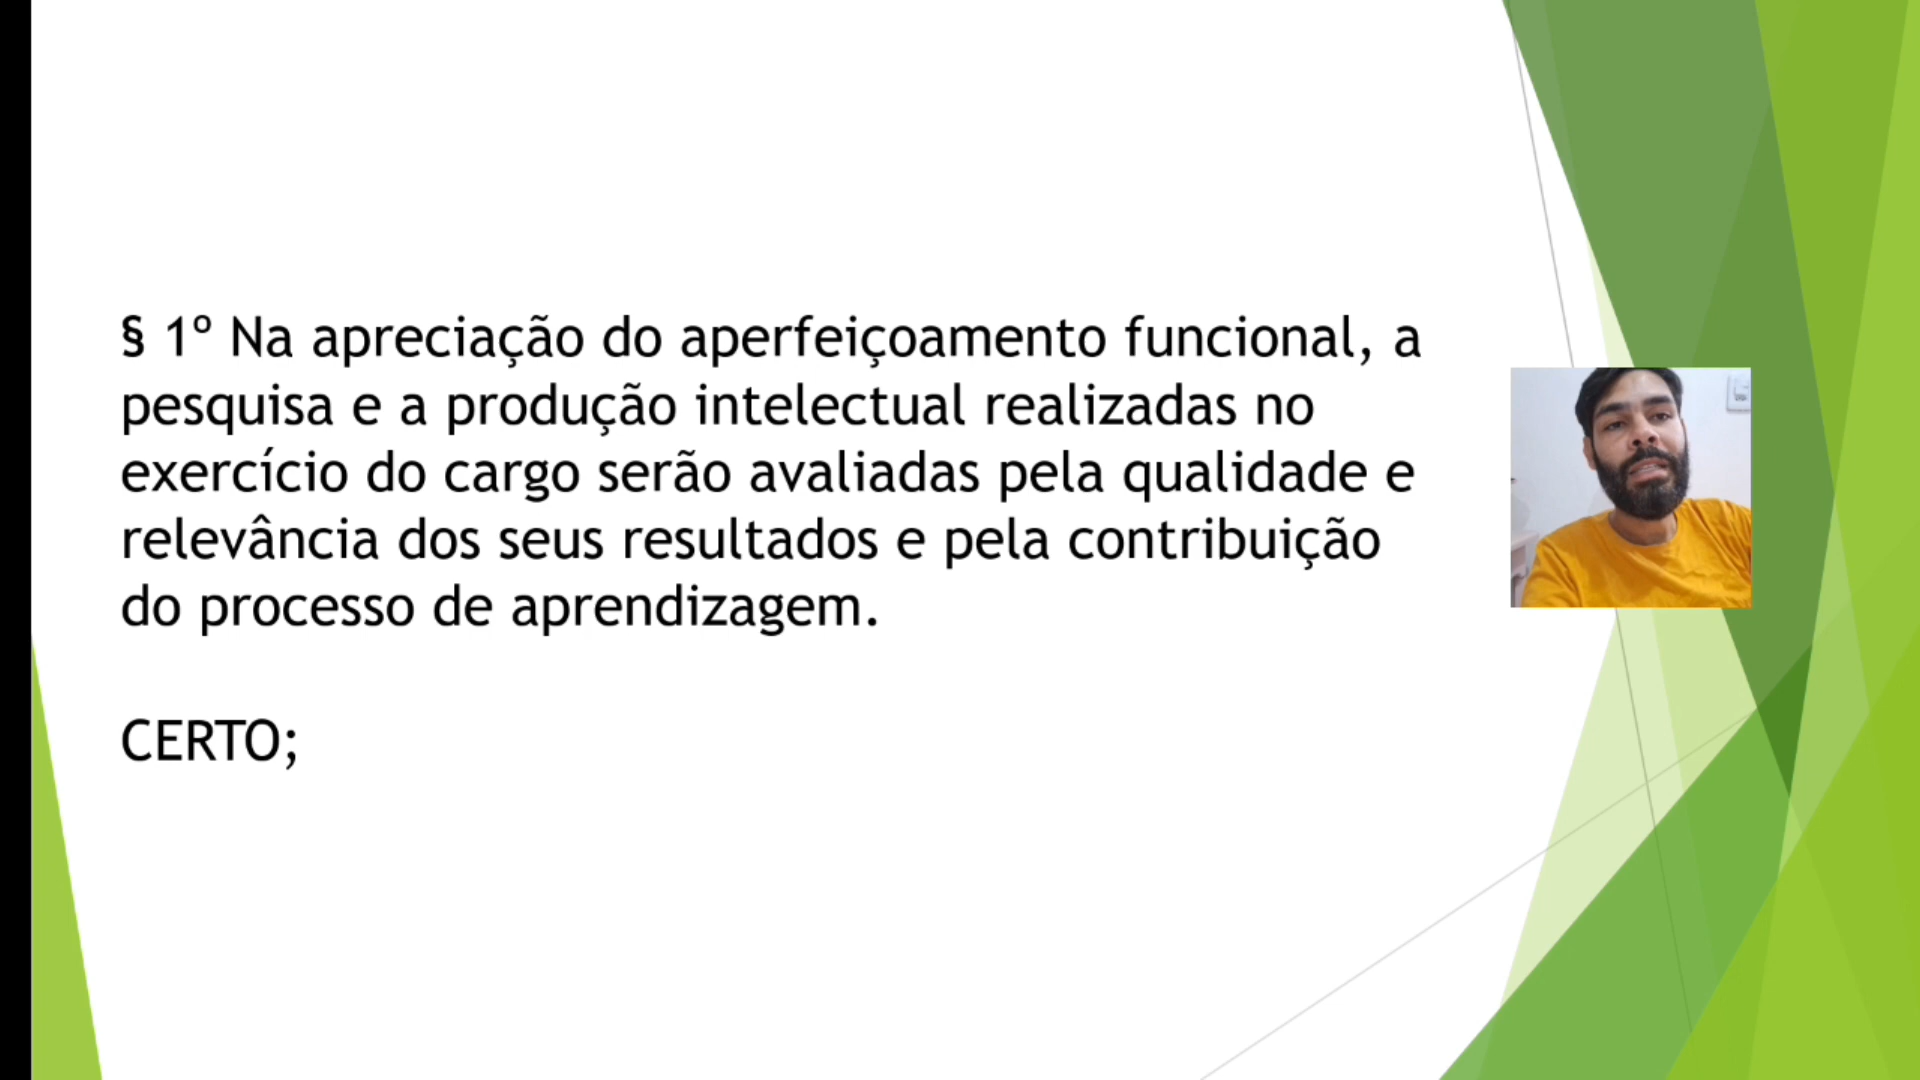 § 1º Na apreciação do aperfeiçoamento funcional, a
pesquisa e a produção intelectual realizadas no
exercício do cargo serão avaliadas pela qualidade e
relevância dos seus resultados e pela contribuição
do processo de aprendizagem.
CERTO;